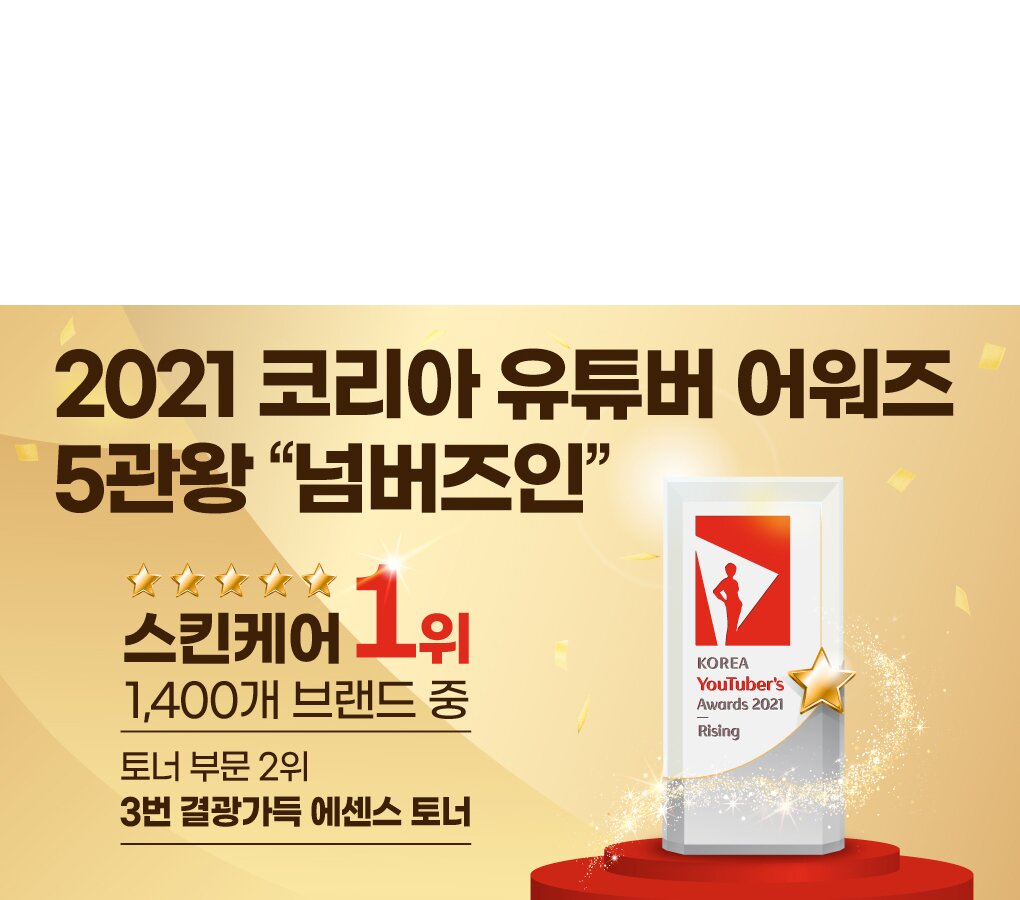 2021 코리아 유튜버 어워즈
5관왕 “넘버즈인”
스킨케어 1위
1,400개 브랜드 중
토너 부문 2위
3번 결광가득 에센스 토너
KOREA
YouTuber's
Awards 2021
Rising